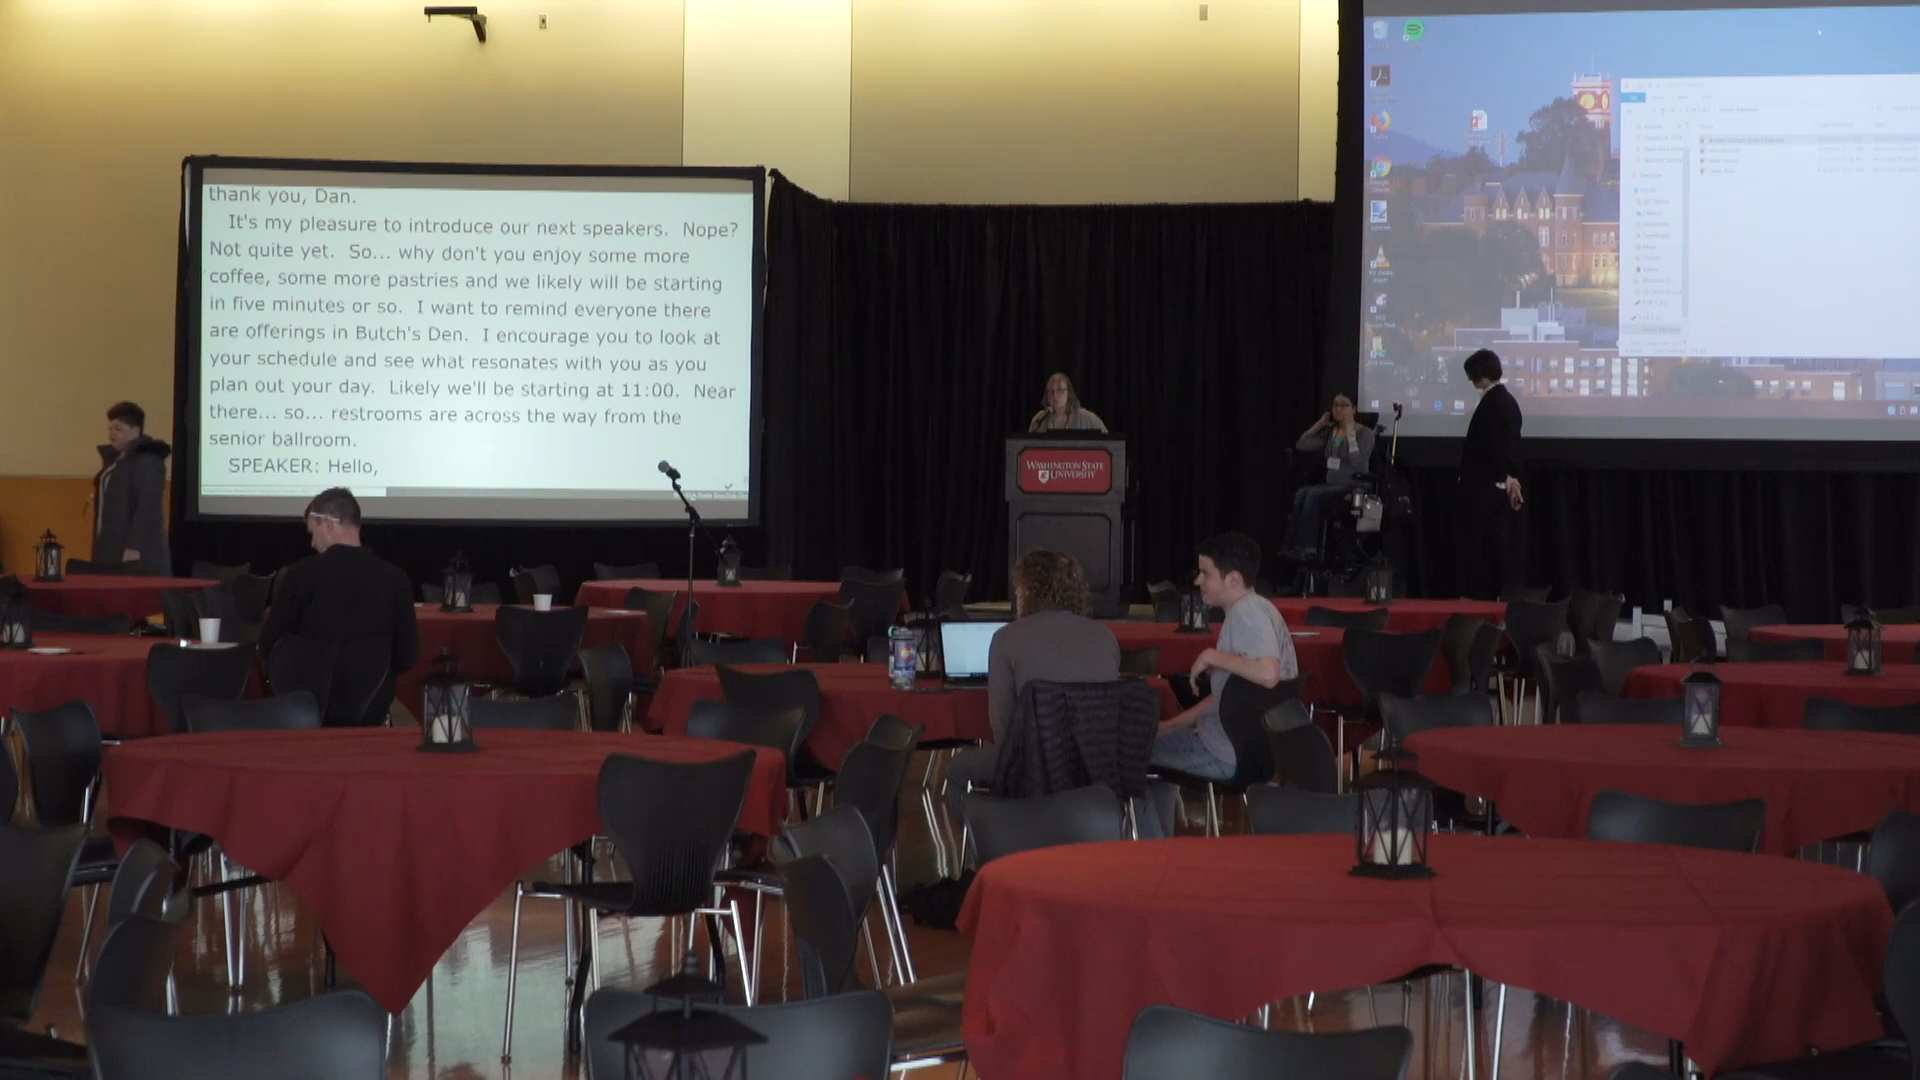 thank you, Dan.
It's my pleasure to introduce our next speakers. Nope?
Not quite yet. So... why don't you enjoy some more
coffee, some more pastries and we likely will be starting
in five minutes or so. I want to remind everyone there
are offerings in Butch's Den. I encourage you to look at
your schedule and see what resonates with you as you
plan out your day. Likely we'll be starting at 11:00. Near
there... so... restrooms are across the way from the
senior ballroom.
SPEAKER: Hello,
WASHINGTON STATE
UNIVERSITY